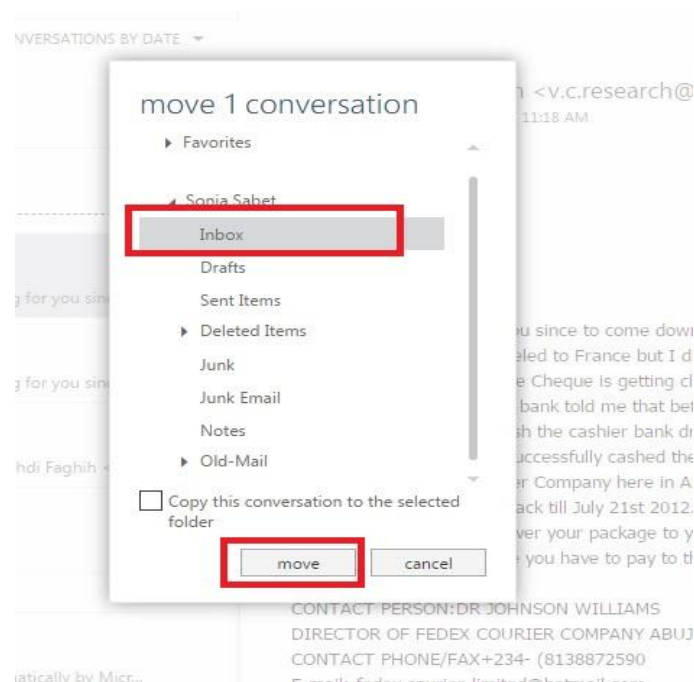 NVERSATIONS BY DATE
<v.c.research@
11:18 AM
move 1 conversation
Favorites
Sonia Sabet
Inbox
Drafts
Sent Items
Deleted Items
Junk
Junk Email
Notes
Old-Mail
Copy this conversation to the selected
folder
move cancel
g for you sin
g for you sin
hdi Faghih <
atically by Micr...
u since to come down
eled to France but I d
e Cheque is getting cl
bank told me that bef
sh the cashier bank dr
uccessfully cashed the
er Company here in A
ack till July 21st 2012.
ver your package to y
you have to pay to th
CONTACT PERSON:DR JOHNSON WILLIAMS
DIRECTOR OF FEDEX COURIER COMPANY ABUJ
CONTACT PHONE/FAX+234- (8138872590